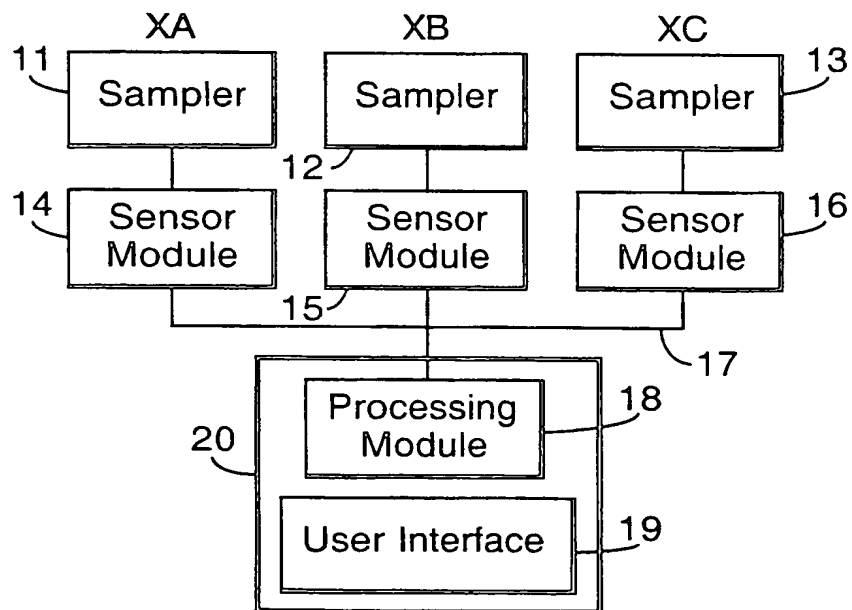 XA XB XC
11 Sampler Sampler Sampler 13
12
14 Sensor Module Sensor Module Sensor Module 16
15
17
Processing Module 18
20
User Interface 19